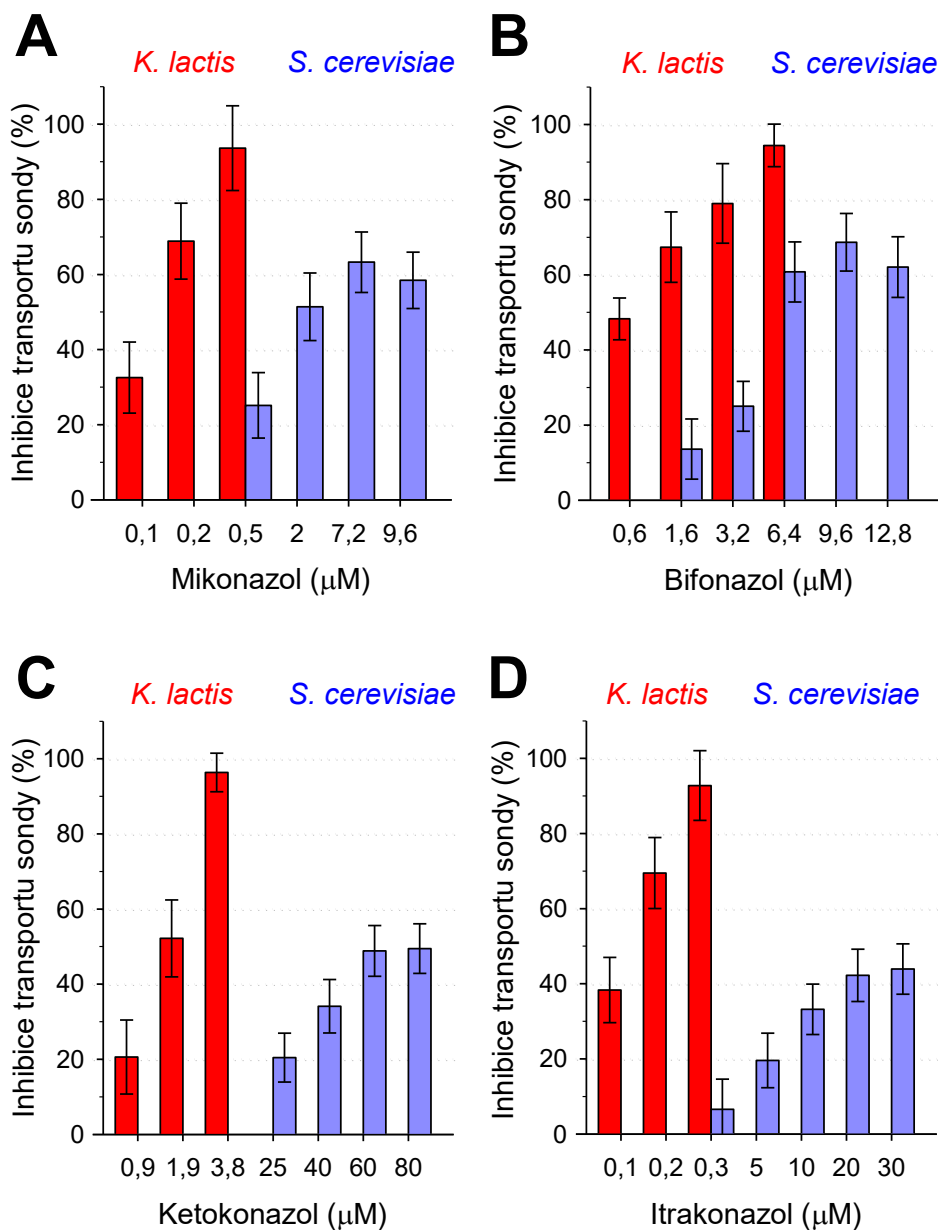 A
K. lactis S. cerevisiae
Inhibice transportu sondy (%)
100
80
60
40
20
0
0,1 0,2 0,5 2 7,2 9,6
Mikonazol (μM)
B
K. lactis S. cerevisiae
Inhibice transportu sondy (%)
100
80
60
40
20
0
0,6 1,6 3,2 6,4 9,6 12,8
Bifonazol (μM)
C
K. lactis S. cerevisiae
Inhibice transportu sondy (%)
100
80
60
40
20
0
0,9 1,9 3,8 25 40 60 80
Ketokonazol (μM)
D
K. lactis S. cerevisiae
Inhibice transportu sondy (%)
100
80
60
40
20
0
0,1 0,2 0,3 5 10 20 30
Itrakonazol (μM)